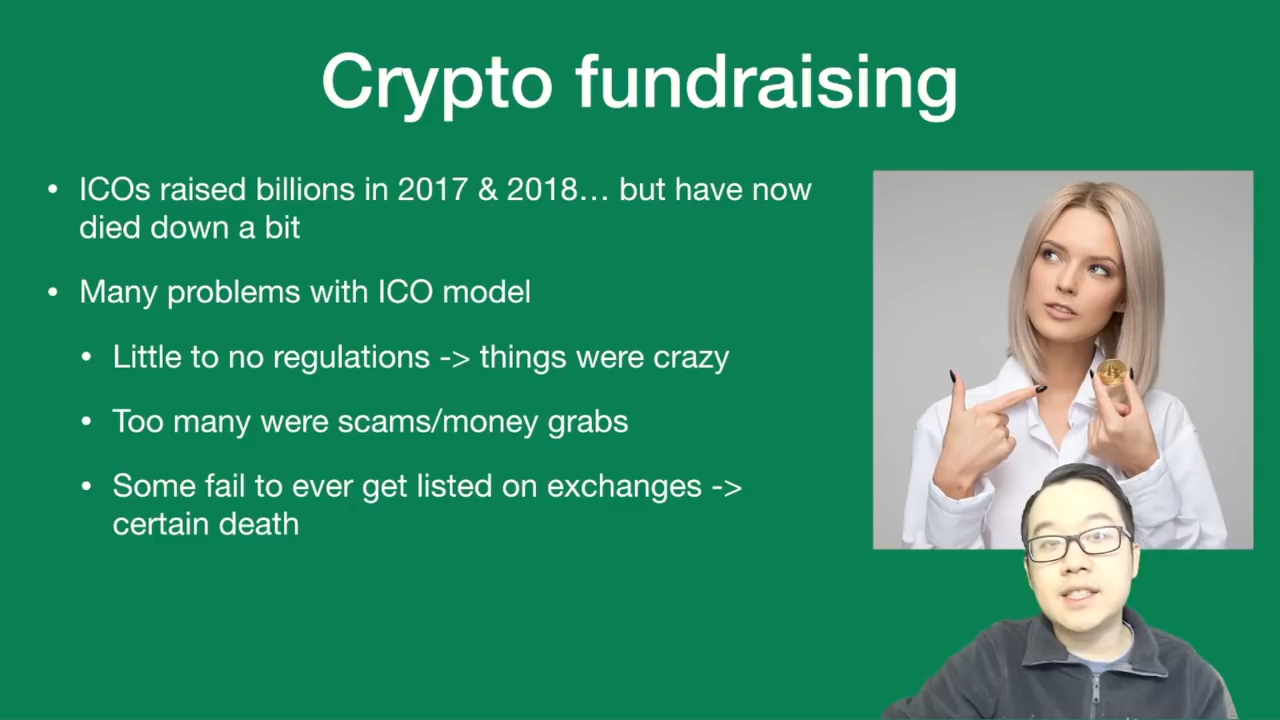 Crypto fundraising
• ICOs raised billions in 2017 & 2018… but have now
died down a bit
• Many problems with ICO model
• Little to no regulations -> things were crazy
• Too many were scams/money grabs
• Some fail to ever get listed on exchanges ->
certain death